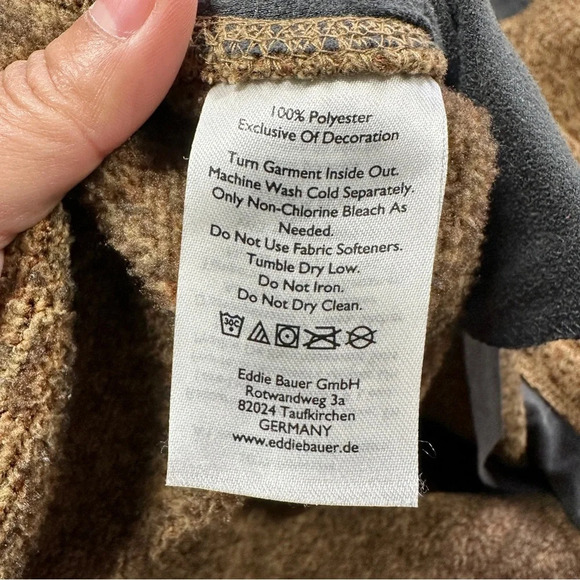 100% Polyester
Exclusive Of Decoration
Turn Garment Inside Out.
Machine Wash Cold Separately.
Only Non-Chlorine Bleach As
Needed.
Do Not Use Fabric Softeners.
Tumble Dry Low.
Do Not Iron.
Do Not Dry Clean.
30C
Eddie Bauer GmbH
Rotwandweg 3a
82024 Taufkirchen
GERMANY
www.eddiebauer.de